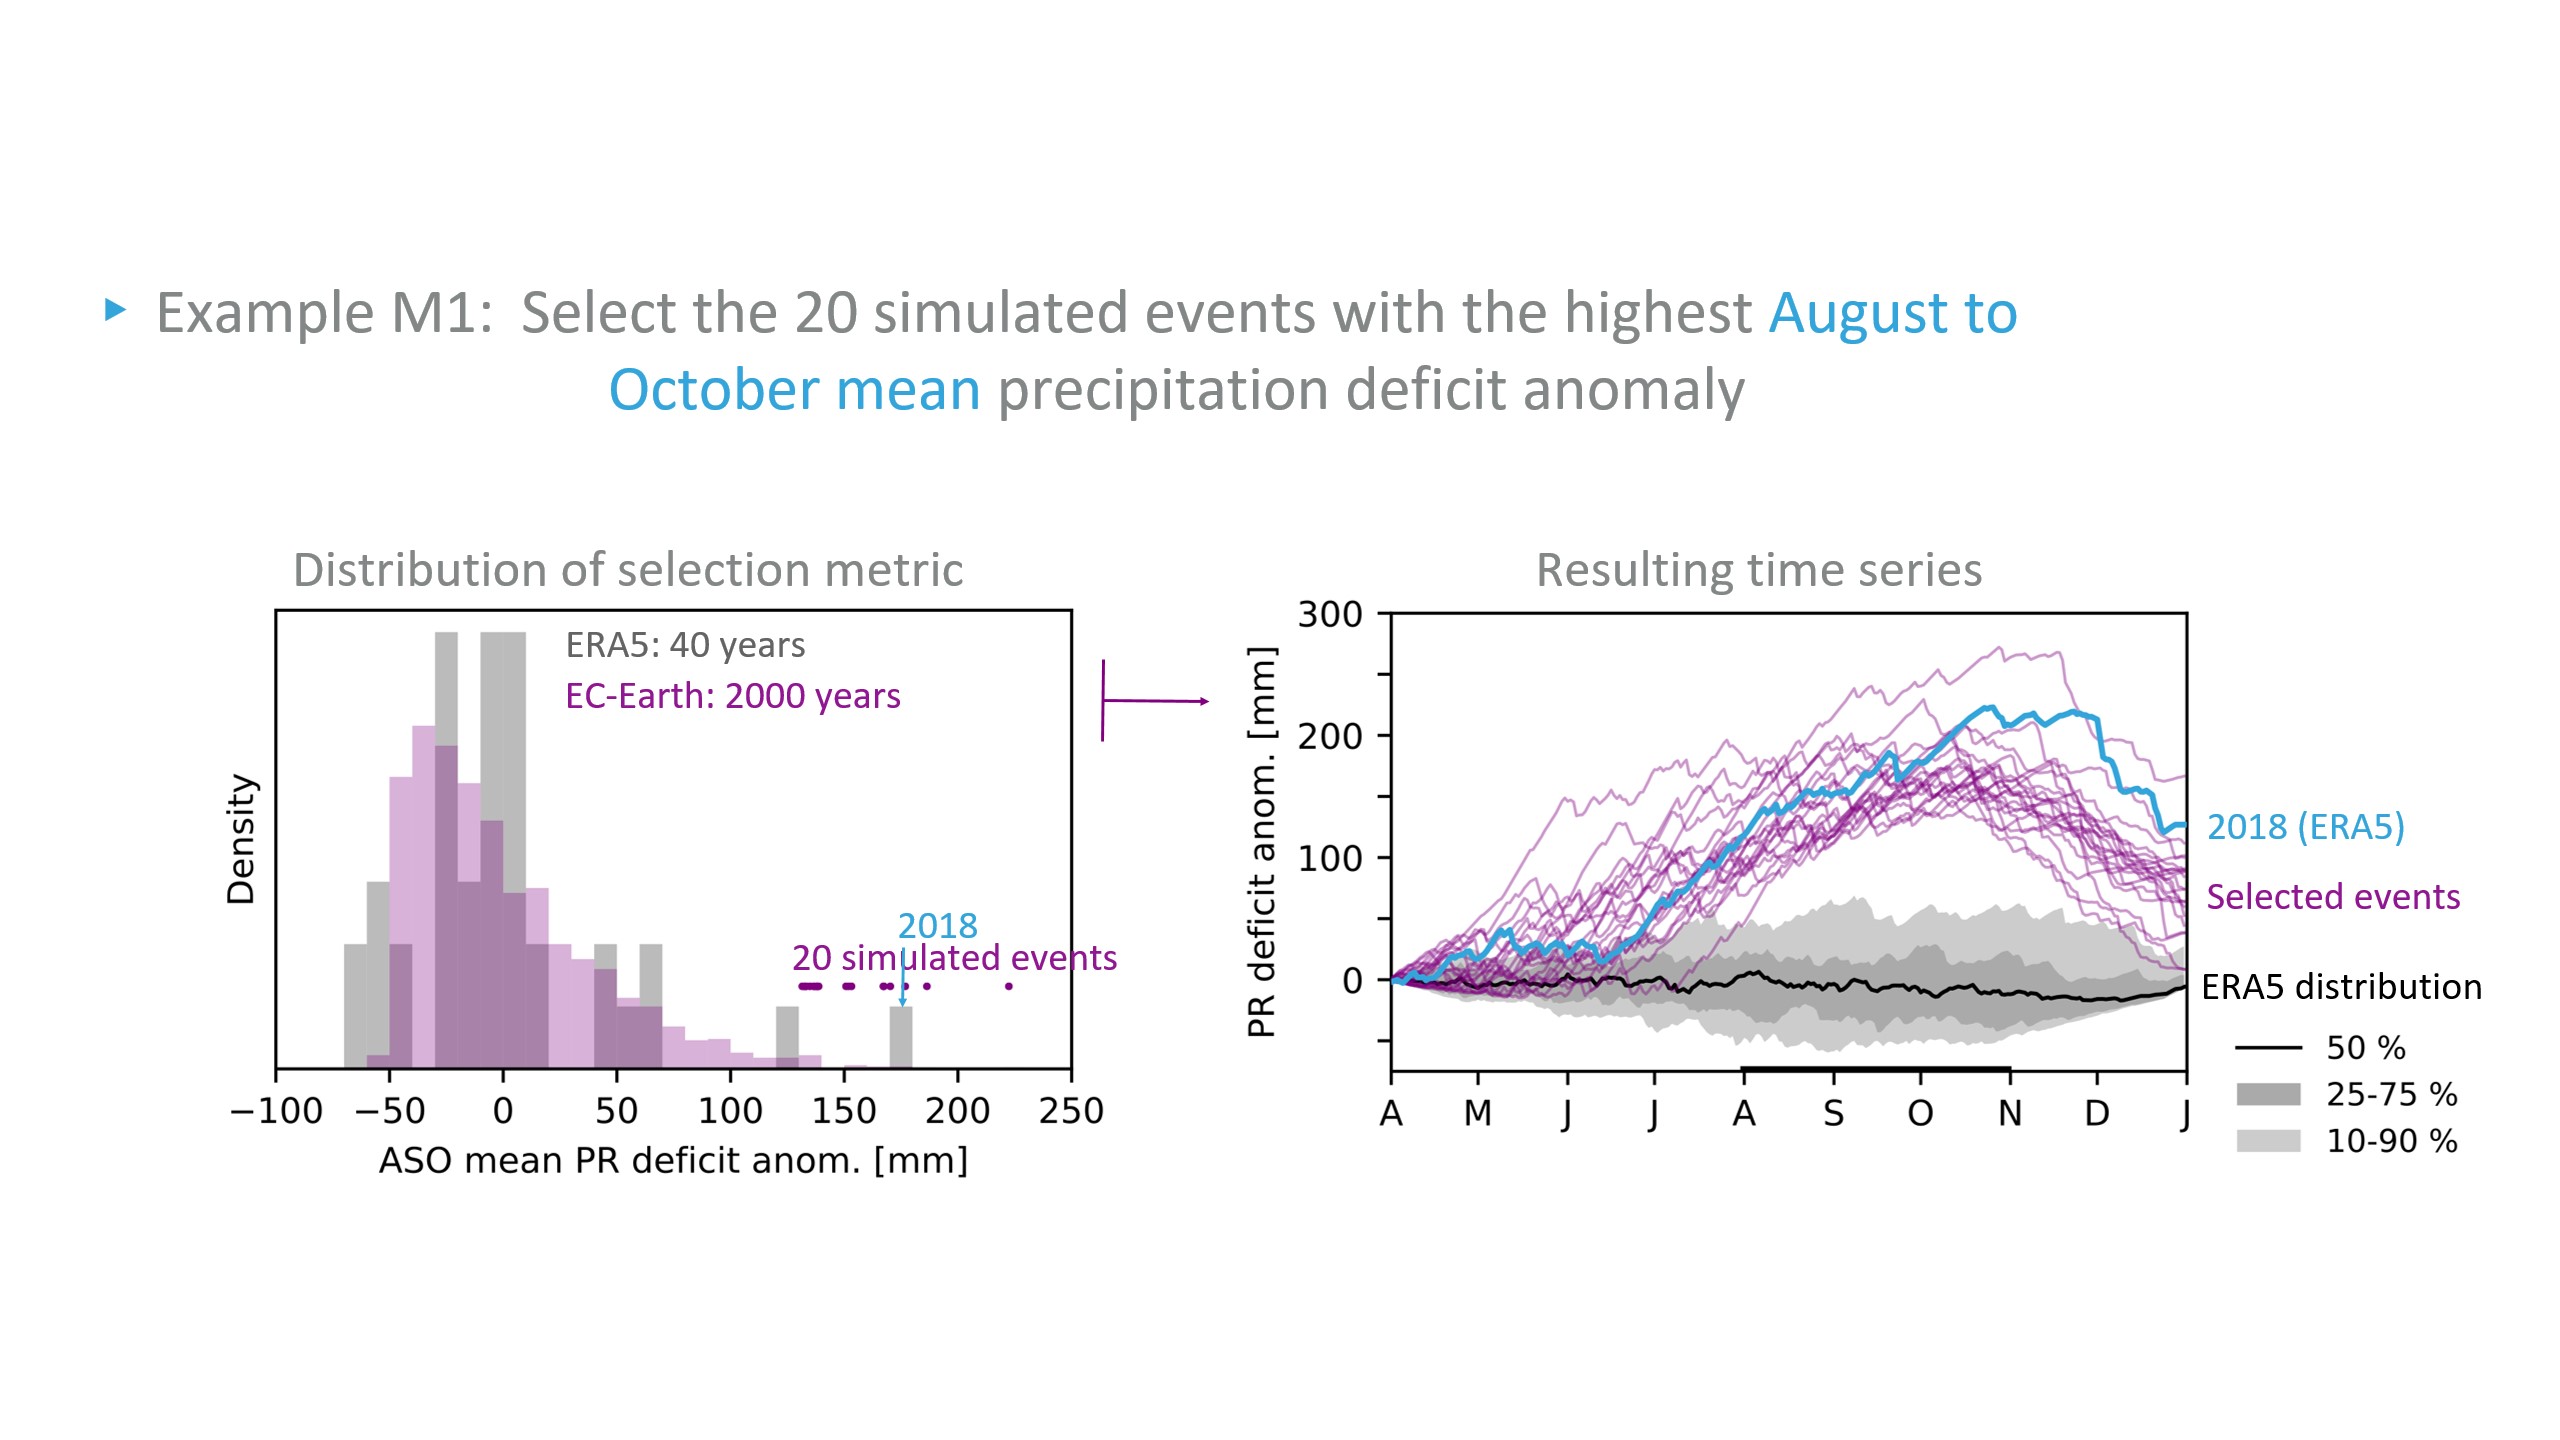 Example M1:  Select the 20 simulated events with the highest August to
October mean precipitation deficit anomaly
Distribution of selection metric
ERA5: 40 years
EC-Earth: 2000 years
2018
20 simulated events
Density
−100 −50 0 50 100 150 200 250
ASO mean PR deficit anom. [mm]
Resulting time series
300
200
100
0
PR deficit anom. [mm]
A M J J A S O N D J
2018 (ERA5)
Selected events
ERA5 distribution
50 %
25-75 %
10-90 %